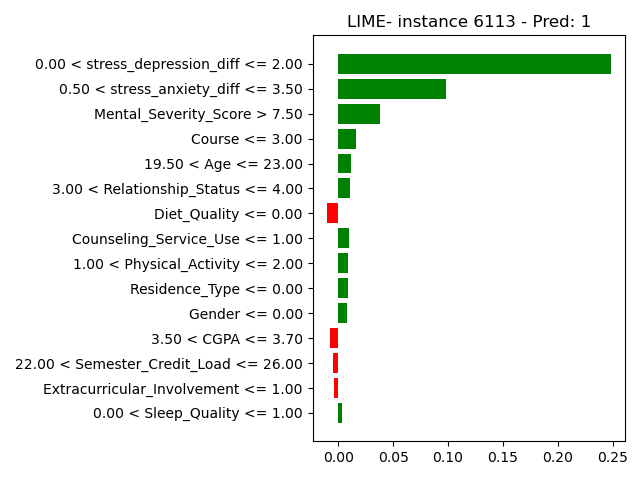 LIME- instance 6113 - Pred: 1
0.00 < stress_depression_diff <= 2.00
0.50 < stress_anxiety_diff <= 3.50
Mental_Severity_Score > 7.50
Course <= 3.00
19.50 < Age <= 23.00
3.00 < Relationship_Status <= 4.00
Diet_Quality <= 0.00
Counseling_Service_Use <= 1.00
1.00 < Physical_Activity <= 2.00
Residence_Type <= 0.00
Gender <= 0.00
3.50 < CGPA <= 3.70
22.00 < Semester_Credit_Load <= 26.00
Extracurricular_Involvement <= 1.00
0.00 < Sleep_Quality <= 1.00
0.00 0.05 0.10 0.15 0.20 0.25